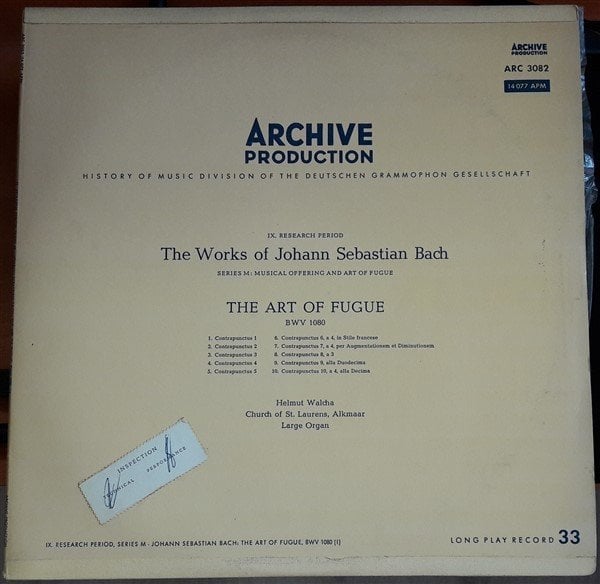 ARCHIVE
PRODUCTION
ARC 3082
14 077 APM
ARCHIVE
PRODUCTION
HISTORY OF MUSIC DIVISION OF THE DEUTSCHEN GRAMMOPHON GESELLSCHAFT
IX. RESEARCH PERIOD
The Works of Johann Sebastian Bach
SERIES M: MUSICAL OFFERING AND ART OF FUGUE
THE ART OF FUGUE
BWV 1080
1. Contrapunctus 1
2. Contrapunctus 2
3. Contrapunctus 3
4. Contrapunctus 4
5. Contrapunctus 5
6. Contrapunctus 6, a 4, in Stile francese
7. Contrapunctus 7, a 4, per Augmentationem et Diminutionem
8. Contrapunctus 8, a 3
9. Contrapunctus 9, alla Duodecima
10. Contrapunctus 10, a 4, alla Decima
Helmut Walcha
Church of St. Laurens, Alkmaar
Large Organ
INSPECTION
PERFORMANCE
IX. RESEARCH PERIOD, SERIES M - JOHANN SEBASTIAN BACH: THE ART OF FUGUE, BWV 1080 (I)
LONG PLAY RECORD 33